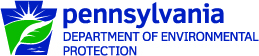 pennsylvania
DEPARTMENT OF ENVIRONMENTAL
PROTECTION